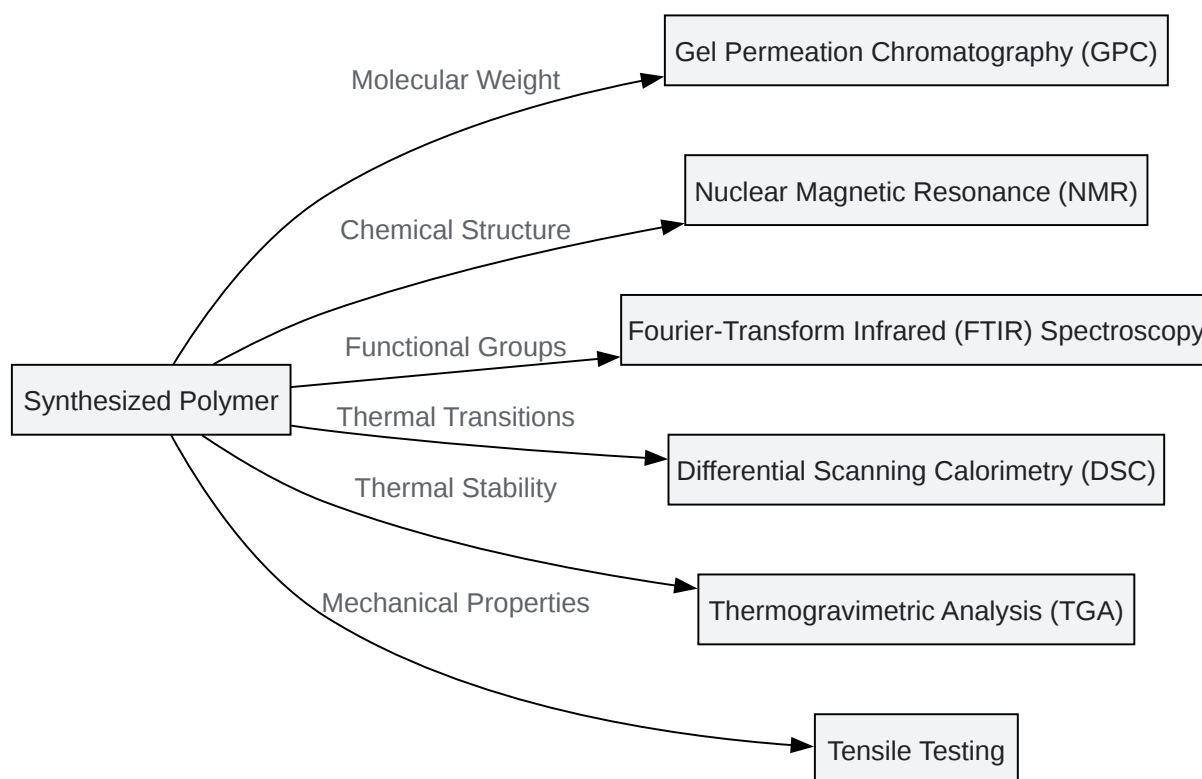 Gel Permeation Chromatography (GPC)
Molecular Weight
Nuclear Magnetic Resonance (NMR)
Chemical Structure
Fourier-Transform Infrared (FTIR) Spectroscopy
Functional Groups
Synthesized Polymer
Thermal Transitions
Differential Scanning Calorimetry (DSC)
Thermal Stability
Thermogravimetric Analysis (TGA)
Mechanical Properties
Tensile Testing